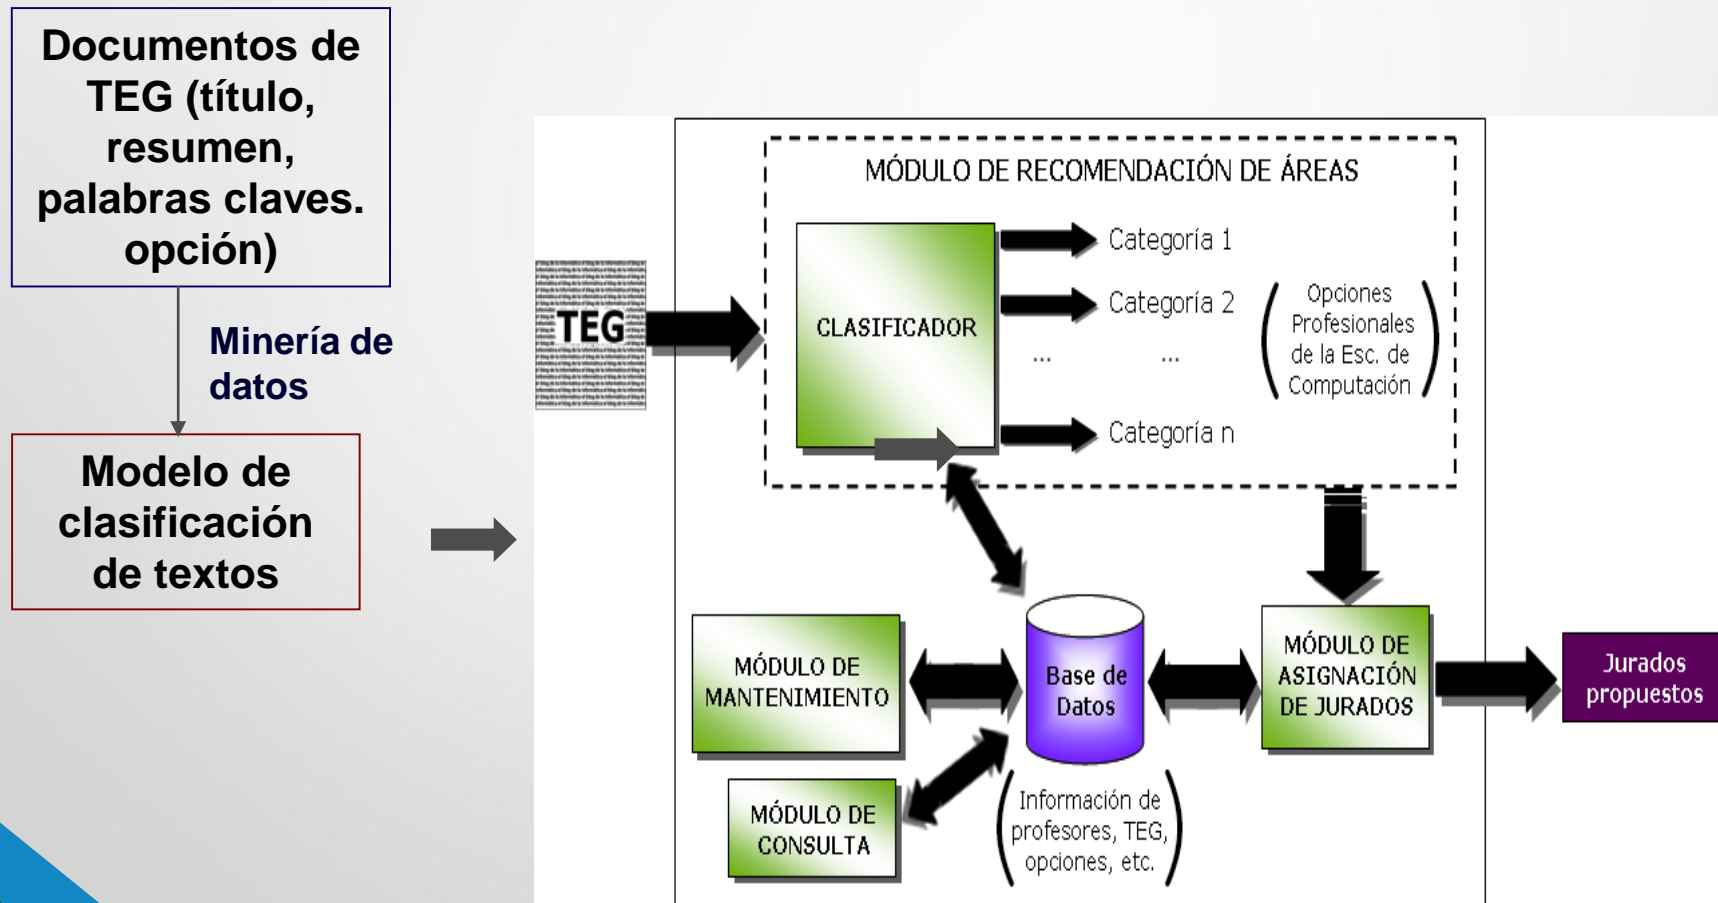 Documentos de
TEG (título,
resumen,
palabras claves.
opción)
Minería de
datos
Modelo de
clasificación
de textos
TEG
MÓDULO DE RECOMENDACIÓN DE ÁREAS
CLASIFICADOR
Categoría 1
Categoría 2
... ...
Categoría n
Opciones
Profesionales
de la Esc. de
Computación
MÓDULO DE
MANTENIMIENTO
Base de
Datos
MÓDULO DE
ASIGNACIÓN
DE JURADOS
Jurados
propuestos
MÓDULO DE
CONSULTA
Información de
profesores, TEG,
opciones, etc.